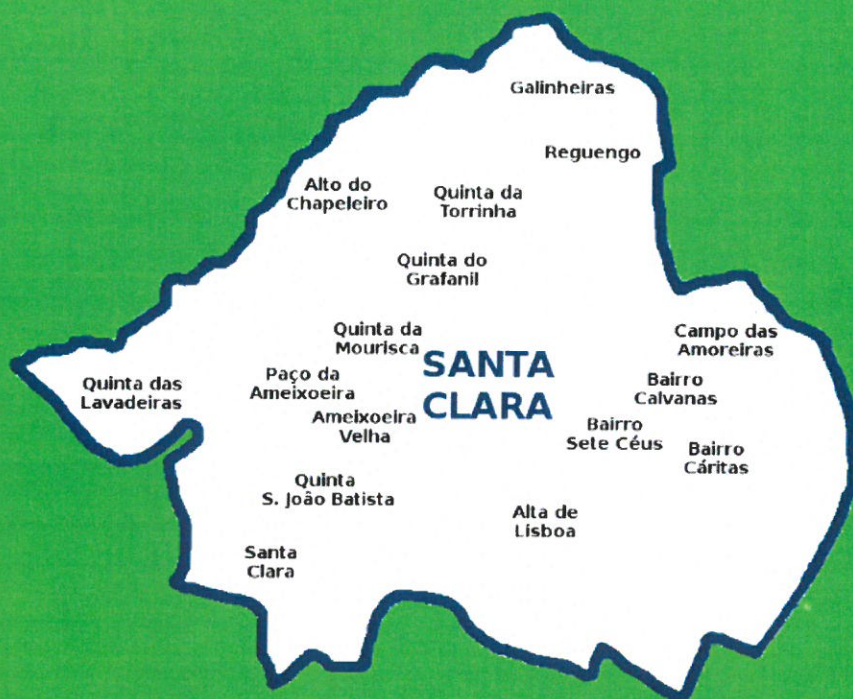 Galinheiras
Reguengo
Alto do
Chapeleiro
Quinta da
Torrinha
Quinta do
Grafanil
Quinta da
Mourisca
SANTA
CLARA
Campo das
Amoreiras
Quinta das
Lavadeiras
Paço da
Ameixoeira
Bairro
Calvanas
Ameixoeira
Velha
Bairro
Sete Céus
Bairro
Cáritas
Quinta
S. João Batista
Alta de
Lisboa
Santa
Clara